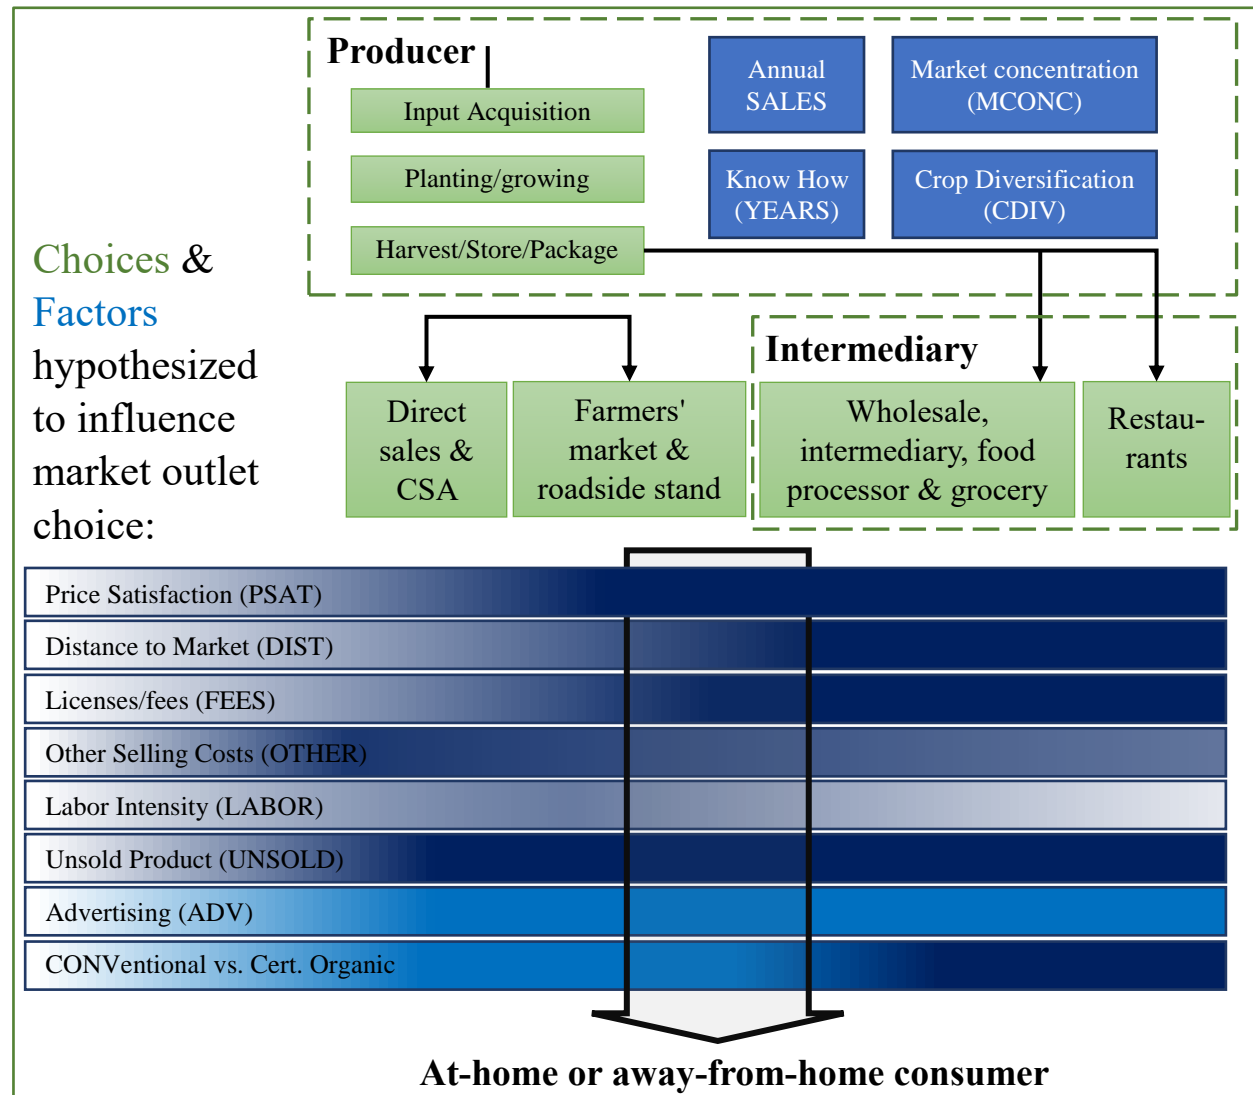 Producer
Input Acquisition
Planting/growing
Harvest/Store/Package
Annual
SALES
Market concentration
(MCONC)
Know How
(YEARS)
Crop Diversification
(CDIV)
Choices &
Factors
hypothesized
to influence
market outlet
choice:
Direct
sales &
CSA
Farmers'
market &
roadside stand
Intermediary
Wholesale,
intermediary, food
processor & grocery
Restau-
rants
Price Satisfaction (PSAT)
Distance to Market (DIST)
Licenses/fees (FEES)
Other Selling Costs (OTHER)
Labor Intensity (LABOR)
Unsold Product (UNSOLD)
Advertising (ADV)
CONVentional vs. Cert. Organic
At-home or away-from-home consumer